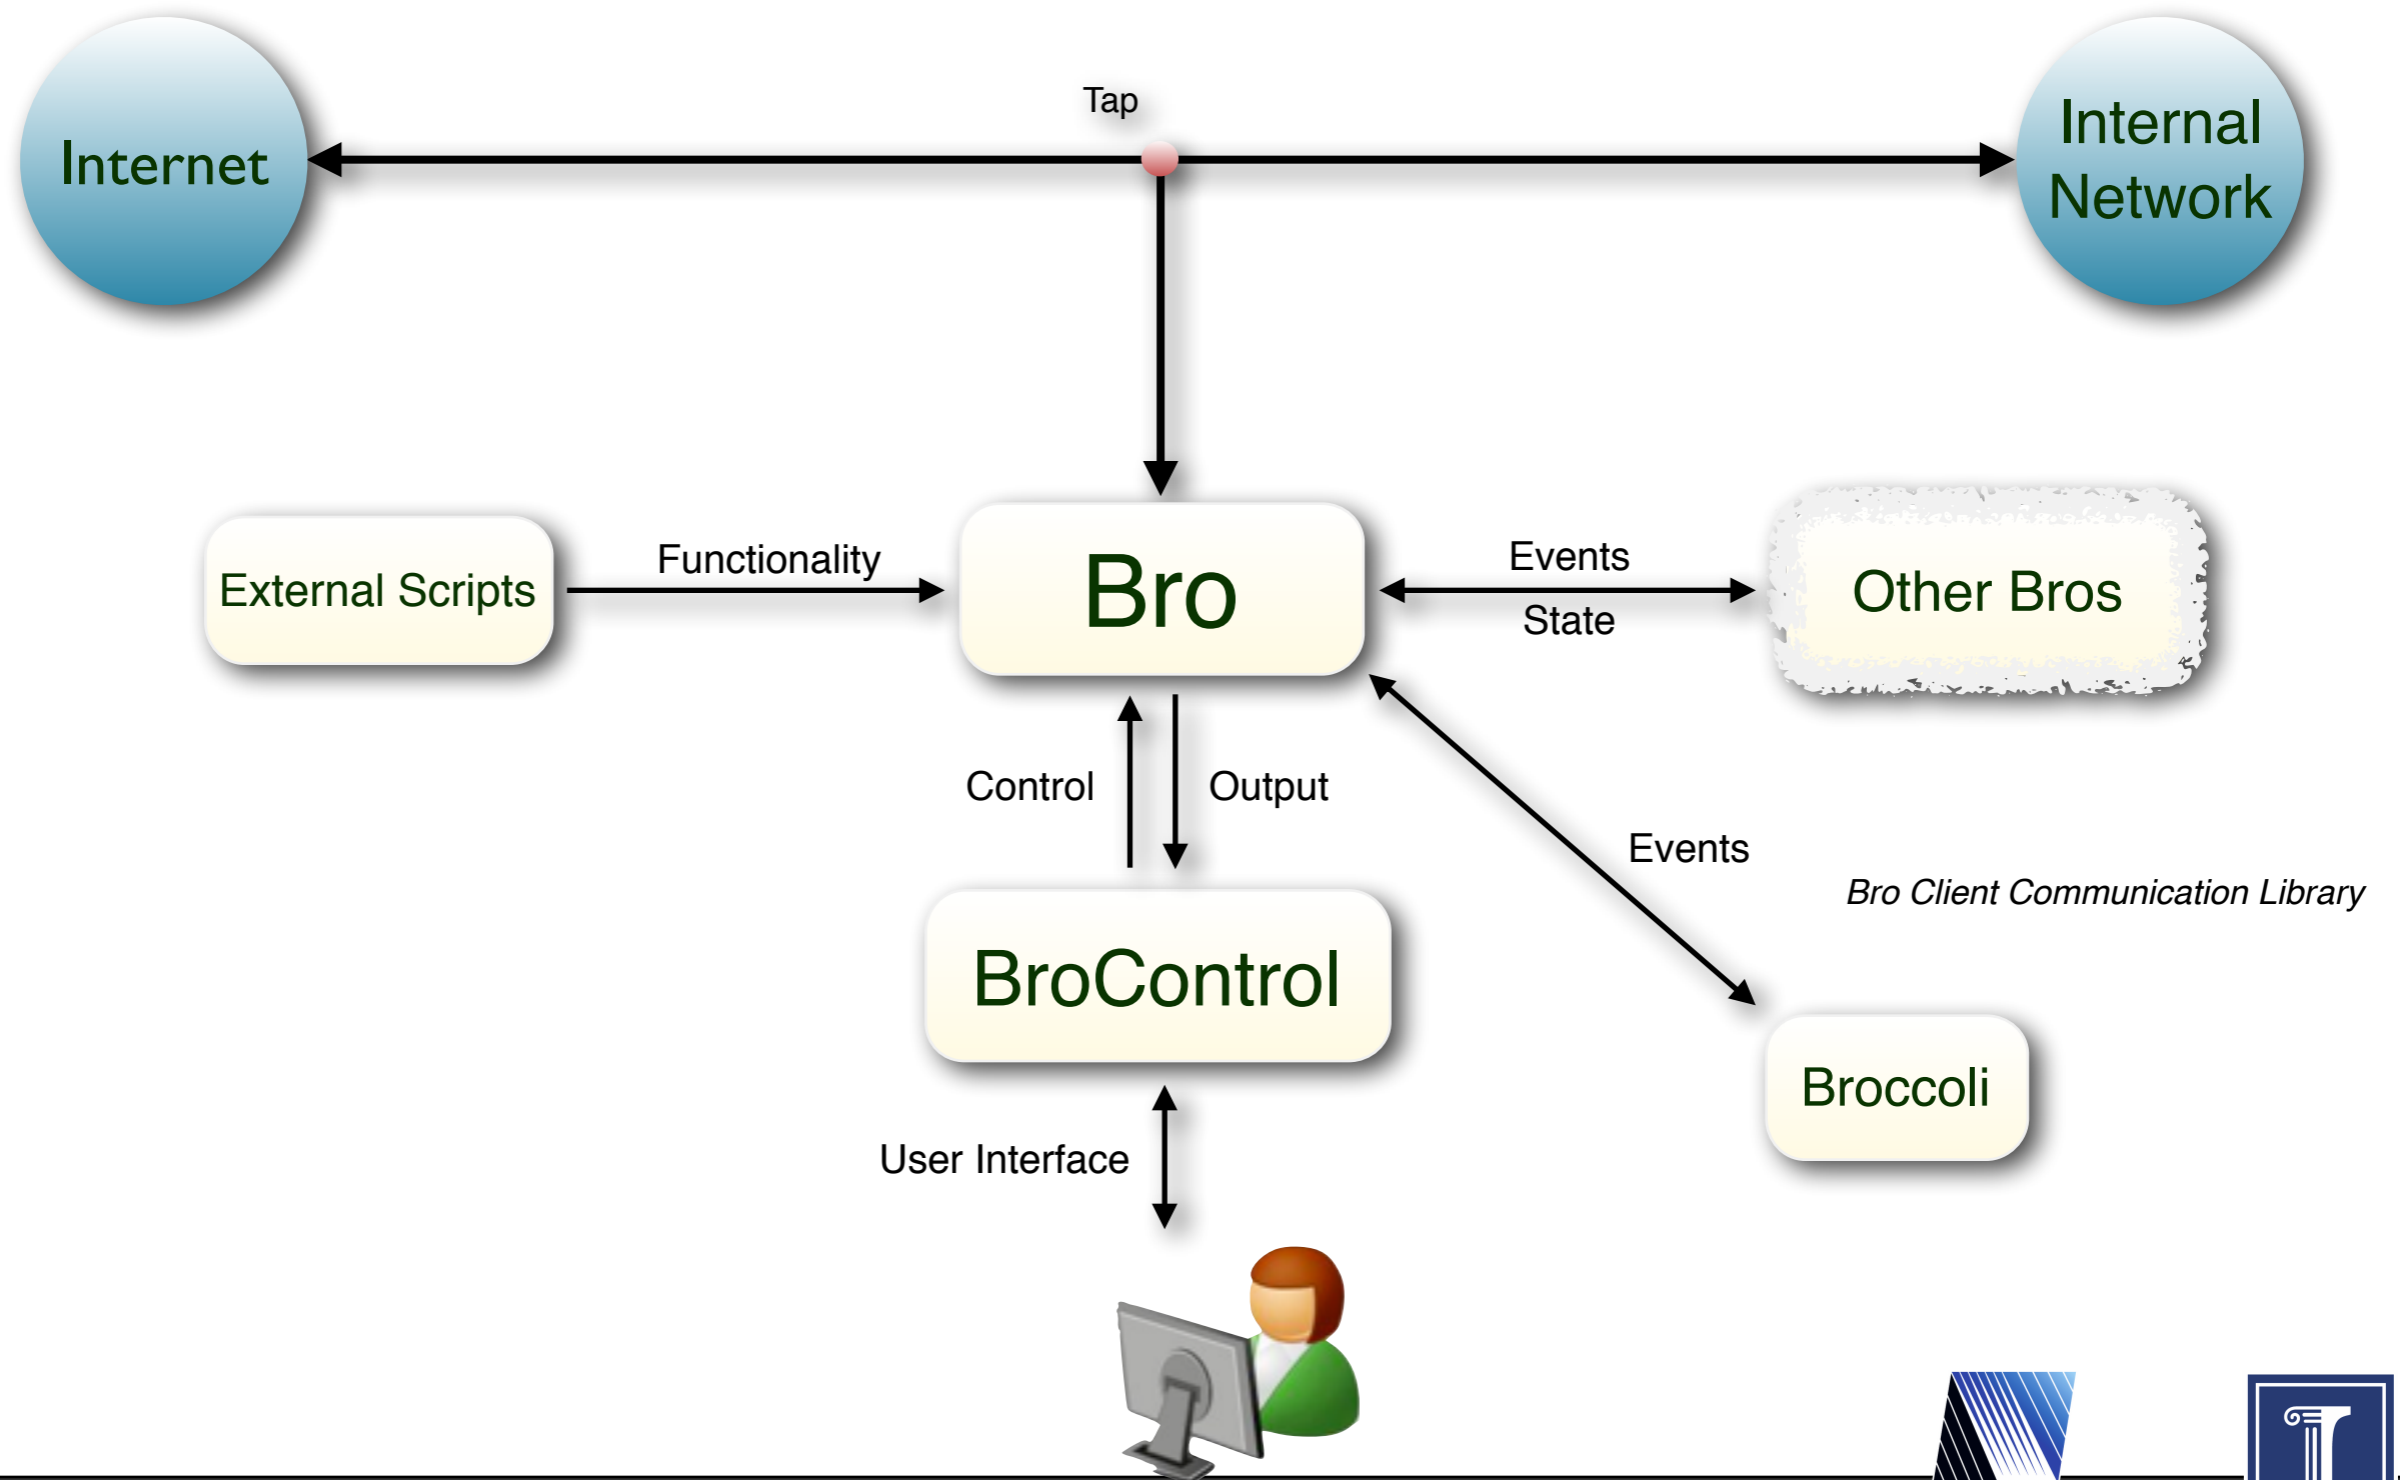 Tap
Internet
Internal
Network
External Scripts
Functionality
Bro
Events
State
Other Bros
Control
Output
Events
Bro Client Communication Library
BroControl
Broccoli
User Interface